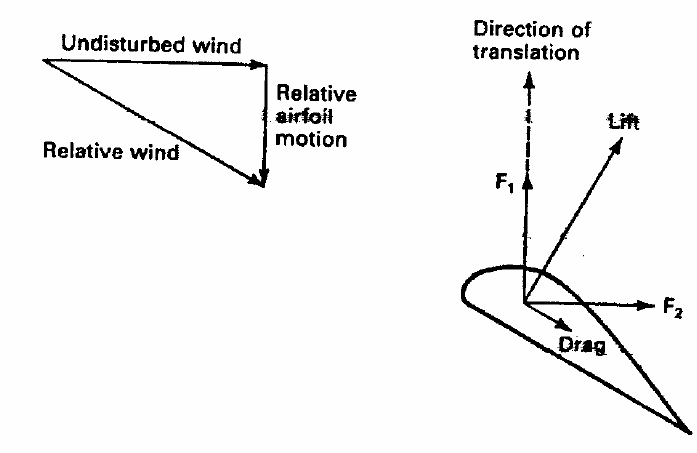 Undisturbed wind
Relative
airfoil
motion
Relative wind
Direction of
translation
Lift
F₁
F₂
Drag